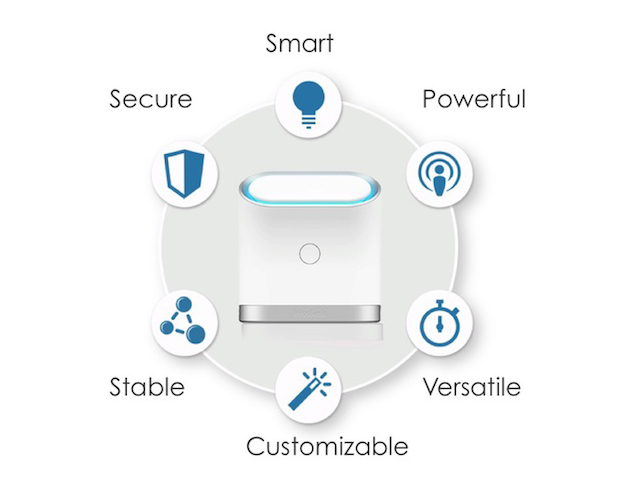 Smart
Secure
Powerful
Stable
Versatile
Customizable